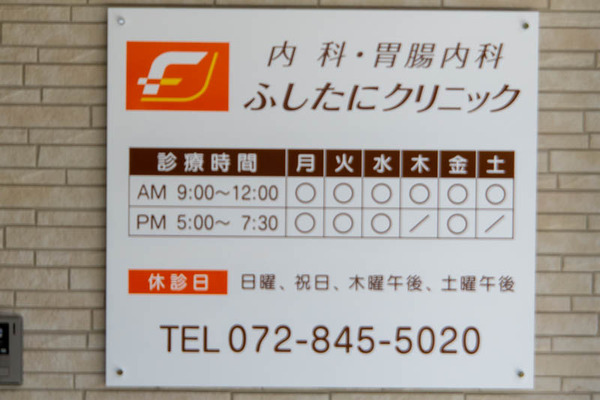 内科・胃腸内科
ふしたにクリニック
診療時間 月 火 水 木 金 土
AM 9:00〜12:00 ○ ○ ○ ○ ○ ○
PM 5:00〜 7:30 ○ ○ ○ ／ ○ ／
休診日 日曜、祝日、木曜午後、土曜午後
TEL 072-845-5020